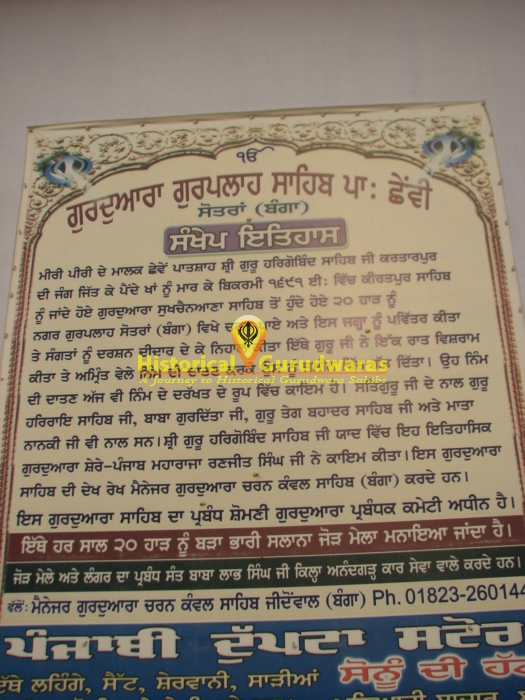 ੴ
ਗੁਰਦੁਆਰਾ ਗੁਰਪਲਾਹ ਸਾਹਿਬ ਪਾ: ਛੇਂਵੀ
ਸੋਤਰਾਂ (ਬੰਗਾ)
ਸੰਖੇਪ ਇਤਿਹਾਸ
ਮੀਰੀ ਪੀਰੀ ਦੇ ਮਾਲਕ ਛੇਵੇਂ ਪਾਤਸ਼ਾਹ ਸ਼੍ਰੀ ਗੁਰੂ ਹਰਿਗੋਬਿੰਦ ਸਾਹਿਬ ਜੀ ਕਰਤਾਰਪੁਰ
ਦੀ ਜੰਗ ਜਿੱਤ ਕੇ ਪੈਂਦੇ ਖਾਂ ਨੂੰ ਮਾਰ ਕੇ ਬਿਕਰਮੀ ੧੬੯੧ ਈ: ਵਿੱਚ ਕੀਰਤਪੁਰ ਸਾਹਿਬ
ਨੂੰ ਜਾਂਦੇ ਹੋਏ ਗੁਰਦੁਆਰਾ ਸੁਖਚੈਨਆਣਾ ਸਾਹਿਬ ਤੋਂ ਹੁੰਦੇ ਹੋਏ ੨੦ ਹਾੜ ਨੂੰ
ਨਗਰ ਗੁਰਪਲਾਹ ਸੋਤਰਾਂ (ਬੰਗਾ) ਵਿਖੇ ਅਤੇ ਇਸ ਜਗ੍ਹਾ ਨੂੰ ਪਵਿੱਤਰ ਕੀਤਾ
ਤੇ ਸੰਗਤਾਂ ਨੂੰ ਦਰਸ਼ਨ ਦੀਦਾਰ ਦੇ ਕੇ ਕੀਤਾ ਇੱਥੇ ਗੁਰੂ ਜੀ ਨੇ ਇੱਕ ਰਾਤ ਵਿਸ਼ਰਾਮ
ਕੀਤਾ ਤੇ ਅਮ੍ਰਿੰਤ ਵੇਲੇ ਦਿੱਤਾ। ਉਹ ਨਿੰਮ
Historical Gurudwaras
A Journey to Historical Gurudwara Sahibs
ਦੀ ਦਾਤਣ ਅੱਜ ਵੀ ਨਿੰਮ ਦੇ ਦਰੱਖਤ ਦੇ ਰੂਪ ਵਿੱਚ ਕਾਇਮ ਹੈ। ਸਤਿਗੁਰੂ ਜੀ ਦੇ ਨਾਲ ਗੁਰੂ
ਹਰਿਰਾਇ ਸਾਹਿਬ ਜੀ, ਬਾਬਾ ਗੁਰਦਿੱਤਾ ਜੀ, ਗੁਰੂ ਤੇਗ ਬਹਾਦਰ ਸਾਹਿਬ ਜੀ ਅਤੇ ਮਾਤਾ
ਨਾਨਕੀ ਜੀ ਵੀ ਨਾਲ ਸਨ। ਸ਼੍ਰੀ ਗੁਰੂ ਹਰਿਗੋਬਿੰਦ ਸਾਹਿਬ ਜੀ ਯਾਦ ਵਿੱਚ ਇਹ ਇਤਿਹਾਸਿਕ
ਗੁਰਦੁਆਰਾ ਸ਼ੇਰੇ-ਪੰਜਾਬ ਮਹਾਰਾਜਾ ਰਣਜੀਤ ਸਿੰਘ ਜੀ ਨੇ ਕਾਇਮ ਕੀਤਾ। ਇਸ ਗੁਰਦੁਆਰਾ
ਸਾਹਿਬ ਦੀ ਦੇਖ ਰੇਖ ਮੈਨੇਜਰ ਗੁਰਦੁਆਰਾ ਚਰਨ ਕੰਵਲ ਸਾਹਿਬ (ਬੰਗਾ) ਕਰਦੇ ਹਨ।
ਇਸ ਗੁਰਦੁਆਰਾ ਸਾਹਿਬ ਦਾ ਪ੍ਰਬੰਧ ਸ਼ੋਮਣੀ ਗੁਰਦੁਆਰਾ ਪ੍ਰਬੰਧਕ ਕਮੇਟੀ ਅਧੀਨ ਹੈ।
ਇੱਥੇ ਹਰ ਸਾਲ ੨੦ ਹਾੜ ਨੂੰ ਬੜਾ ਭਾਰੀ ਸਲਾਨਾ ਜੋੜ ਮੇਲਾ ਮਨਾਇਆ ਜਾਂਦਾ ਹੈ।
ਜੋੜ ਮੇਲੇ ਅਤੇ ਲੰਗਰ ਦਾ ਪ੍ਰਬੰਧ ਸੰਤ ਬਾਬਾ ਲਾਭ ਸਿੰਘ ਜੀ ਕਿਲ੍ਹਾ ਅਨੰਦਗੜ੍ਹ ਕਾਰ ਸੇਵਾ ਵਾਲੇ ਕਰਦੇ ਹਨ।
ਵੱਲੋਂ: ਮੈਨੇਜਰ ਗੁਰਦੁਆਰਾ ਚਰਨ ਕੰਵਲ ਸਾਹਿਬ ਜੀਦੋਂਵਾਲ (ਬੰਗਾ) Ph. 01823-260144
ਪੰਜਾਬੀ ਦੁੱਪਟਾ ਸਟੋਰ
ਇੱਥੇ ਲਹਿੰਗੇ, ਸੈੱਟ, ਸ਼ੇਰਵਾਨੀ, ਸਾੜੀਆਂ ਸੋਨੂੰ ਦੀ